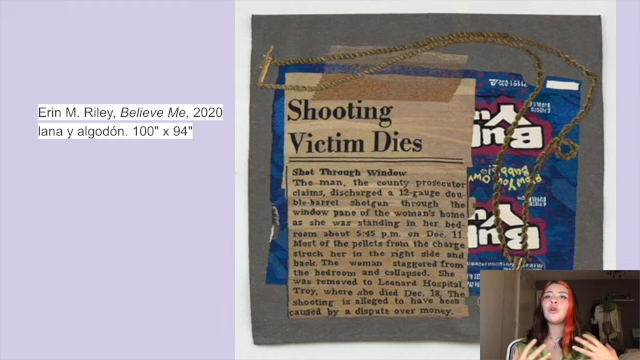 Erin M. Riley, Believe Me, 2020
lana y algodón. 100" x 94"
Shooting
Victim Dies
Shot Through Window
The man, the county prosecutor
claims, discharged a 12-gauge dou-
ble-barrel shotgun through the
window pane of the woman's home
as she was standing in her bed-
room about 5:45 p.m. on Dec. 11.
Most of the pellets from the charge
struck her in the right side and
back. The woman staggered from
the bedroom and collapsed. She
was removed to Leonard Hospital,
Troy, where she died Dec. 18. The
shooting is alleged to have been
caused by a dispute over money.